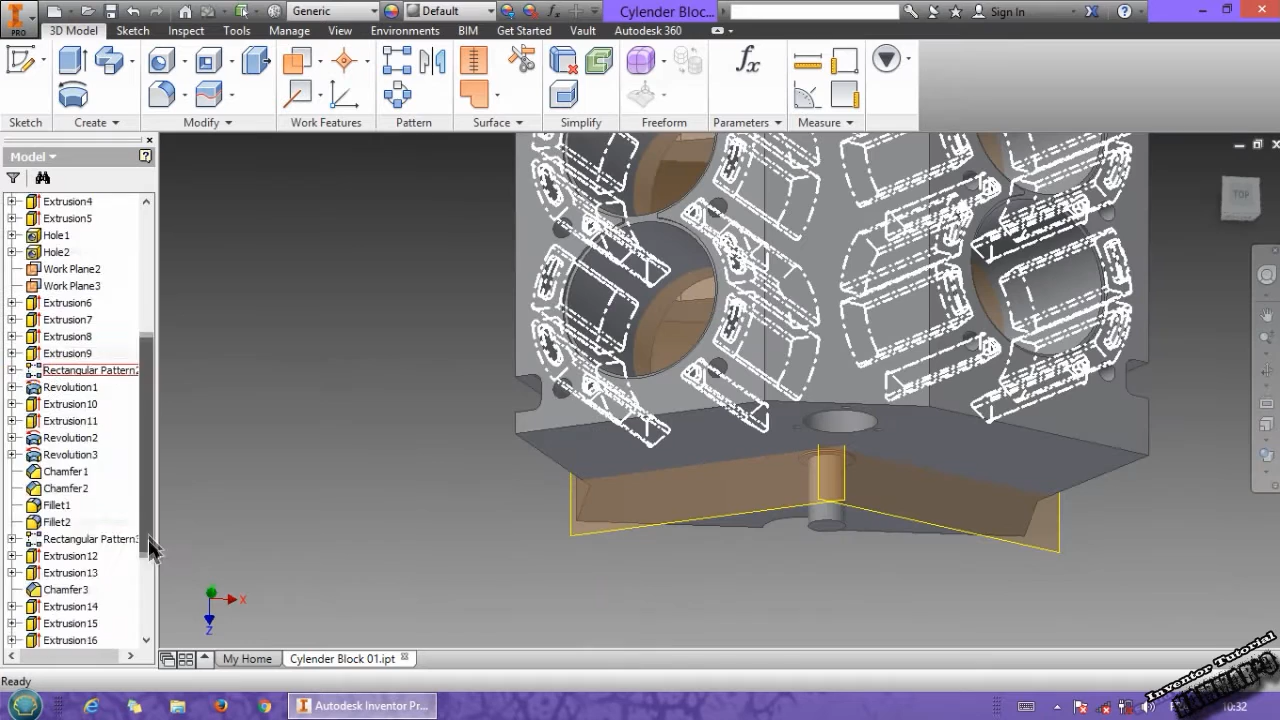 PRO
Generic
Default
Cylender Bloc...
Sign In
3D Model
Sketch
Inspect
Tools
Manage
View
Environments
BIM
Get Started
Vault
Autodesk 360
Sketch
Create
Modify
Work Features
Pattern
Surface
Simplify
Freeform
Parameters
Measure
fx
Model
Extrusion4
Extrusion5
Hole1
Hole2
Work Plane2
Work Plane3
Extrusion6
Extrusion7
Extrusion8
Extrusion9
Rectangular Pattern2
Revolution1
Extrusion10
Extrusion11
Revolution2
Revolution3
Chamfer1
Chamfer2
Fillet1
Fillet2
Rectangular Pattern3
Extrusion12
Extrusion13
Chamfer3
Extrusion14
Extrusion15
Extrusion16
TOP
X
Z
My Home
Cylender Block 01.ipt
Ready
Inventor Tutorial
Autodesk Inventor Pr...
10:32